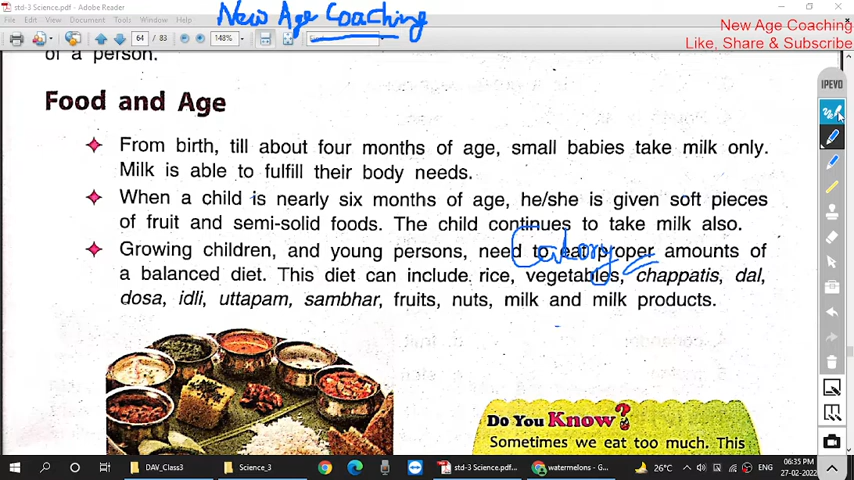 std-3 Science.pdf - Adobe Reader
New Age Coaching
File Edit View Document Tools Window Help
New Age Coaching
Like, Share & Subscribe
64 / 83 148% Find
IPEVO
of a person.
Food and Age
From birth, till about four months of age, small babies take milk only.
Milk is able to fulfill their body needs.
When a child is nearly six months of age, he/she is given soft pieces
of fruit and semi-solid foods. The child continues to take milk also.
Calory
Growing children, and young persons, need to eat proper amounts of
a balanced diet. This diet can include rice, vegetables, chappatis, dal,
dosa, idli, uttapam, sambhar, fruits, nuts, milk and milk products.
Do You Know?
Sometimes we eat too much. This
DAV_Class3 Science_3 std-3 Science.pdf... watermelons - G... 26°C ENG 06:35 PM
27-02-2022